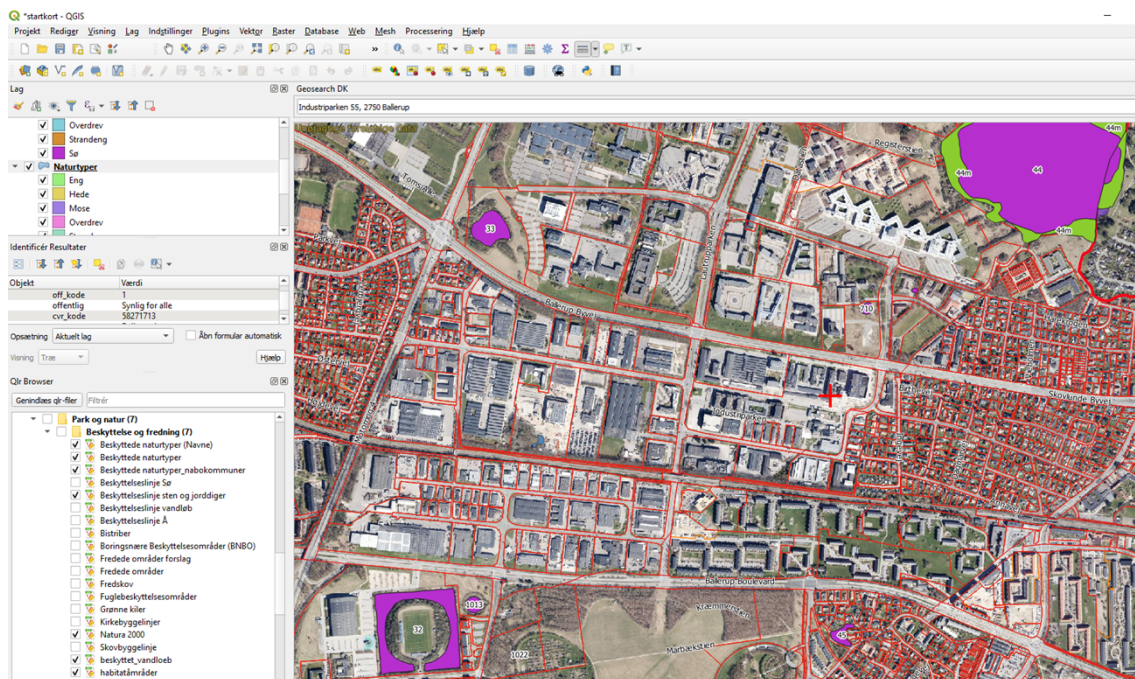 *startkort - QGIS
Projekt Rediger Visning Lag Indstillinger Plugins Vektor Raster Database Web Mesh Processering Hjælp
Lag
Overdrev
Strandeng
Sø
Naturtyper
Eng
Hede
Mose
Overdrev
Identificér Resultater
Objekt Værdi
off_kode 1
offentlig Synlig for alle
cvr_kode 58271713
Opsætning Aktuelt lag Åbn formular automatisk
Visning Træ Hjælp
Qlr Browser
Genindlæs qlr-filer Filtrér
Park og natur (7)
Beskyttelse og fredning (7)
Beskyttede naturtyper (Navne)
Beskyttede naturtyper
Beskyttede naturtyper_nabokommuner
Beskyttelseslinje Sø
Beskyttelseslinje sten og jorddiger
Beskyttelseslinje vandløb
Beskyttelseslinje Å
Bistriber
Boringsnære Beskyttelsesområder (BNBO)
Fredede områder forslag
Fredede områder
Fredskov
Fuglebeskyttelsesområder
Grønne kiler
Kirkebyggelinjer
Natura 2000
Skovbyggelinje
beskyttet_vandloeb
habitatåmråder
Geosearch DK
Industriparken 55, 2750 Ballerup
44m
Registerstien
44m
44
44m
33
Lautrupparken
Ballerup Byvej
710
Skovlunde Byvej
Industriparken
Ballerup Boulevard
1013
32
Kræmmerstien
45
Marbækstien
1022